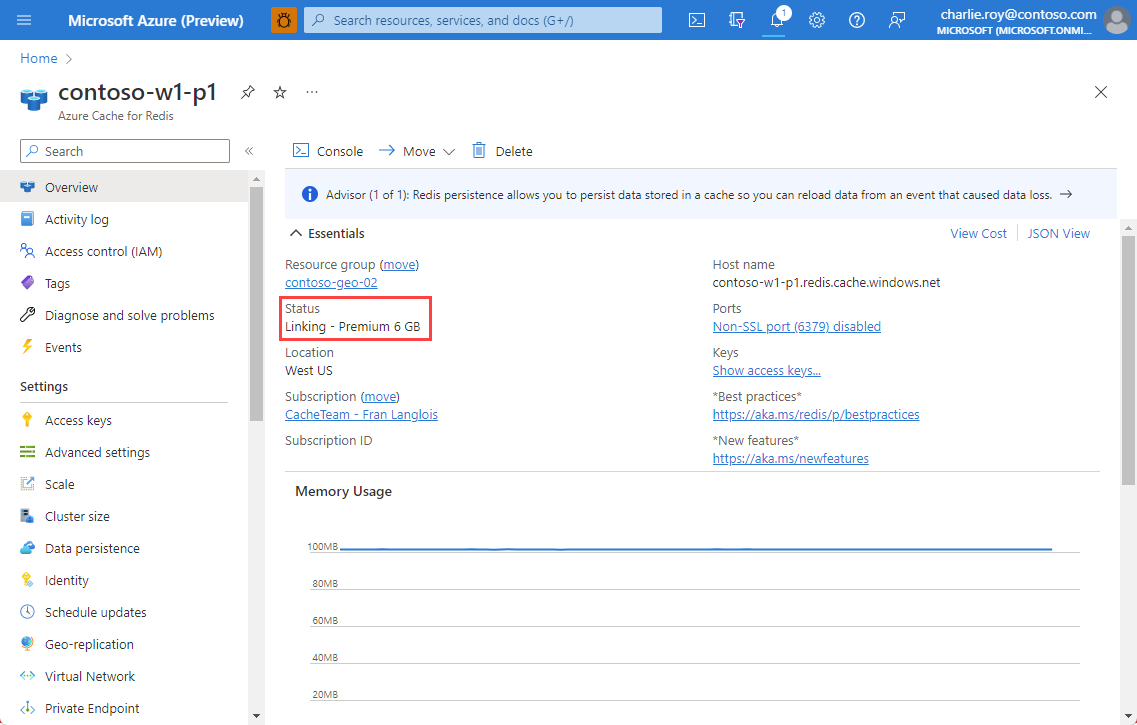 Microsoft Azure (Preview)
Search resources, services, and docs (G+/)
1
charlie.roy@contoso.com
MICROSOFT (MICROSOFT.ONMI...
Home
contoso-w1-p1
...
Azure Cache for Redis
Search
«
Console
Move
Delete
Overview
Activity log
Access control (IAM)
Tags
Diagnose and solve problems
Events
Settings
Access keys
Advanced settings
Scale
Cluster size
Data persistence
Identity
Schedule updates
Geo-replication
Virtual Network
Private Endpoint
Advisor (1 of 1): Redis persistence allows you to persist data stored in a cache so you can reload data from an event that caused data loss. →
Essentials
View Cost
JSON View
Resource group (move)
contoso-geo-02
Status
Linking - Premium 6 GB
Location
West US
Subscription (move)
CacheTeam - Fran Langlois
Subscription ID
Host name
contoso-w1-p1.redis.cache.windows.net
Ports
Non-SSL port (6379) disabled
Keys
Show access keys...
*Best practices*
https://aka.ms/redis/p/bestpractices
*New features*
https://aka.ms/newfeatures
Memory Usage
100MB
80MB
60MB
40MB
20MB